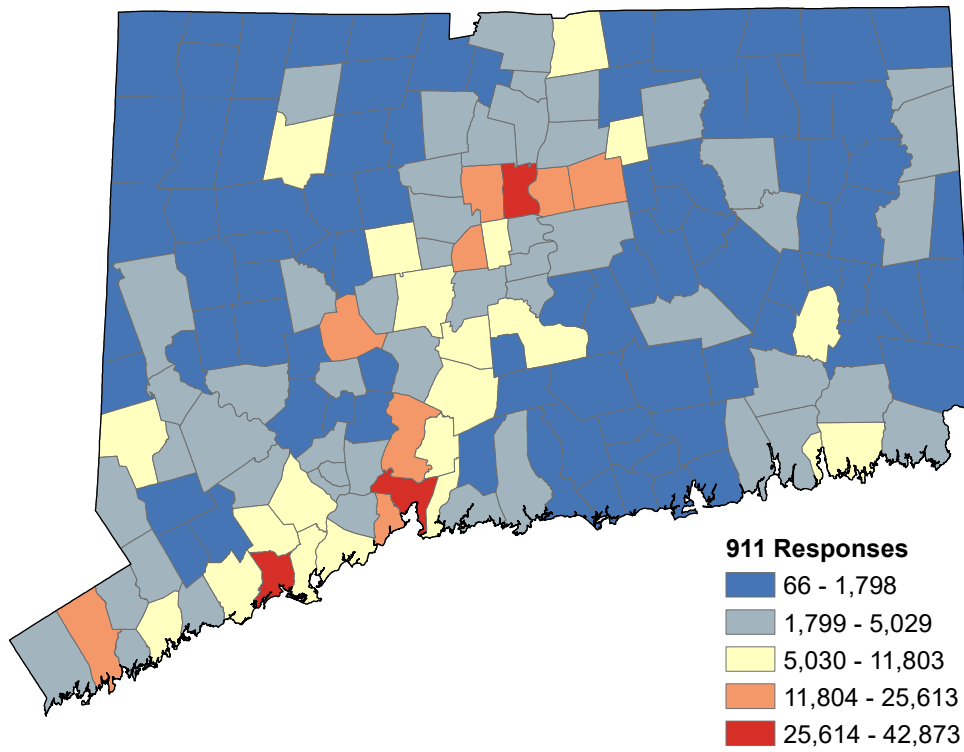 911 Responses
66 - 1,798
1,799 - 5,029
5,030 - 11,803
11,804 - 25,613
25,614 - 42,873